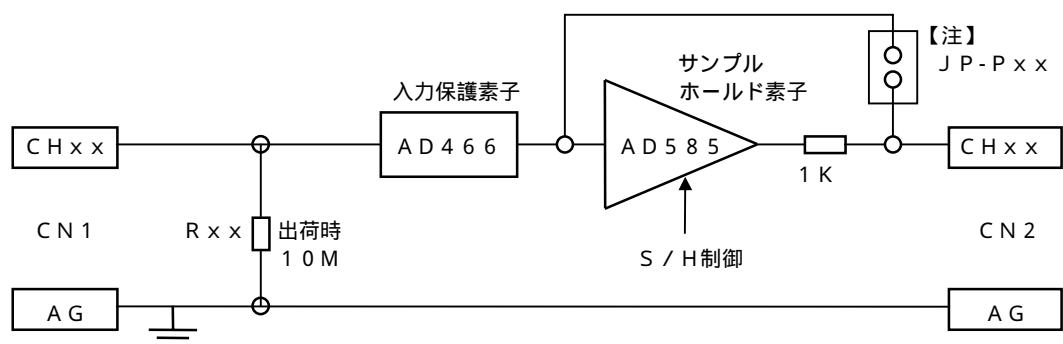 【注】
JP-Pxx
サンプル
ホールド素子
入力保護素子
CHxx
AD466
AD585
CHxx
1K
CN1
Rxx
出荷時
10M
S/H制御
CN2
AG
AG